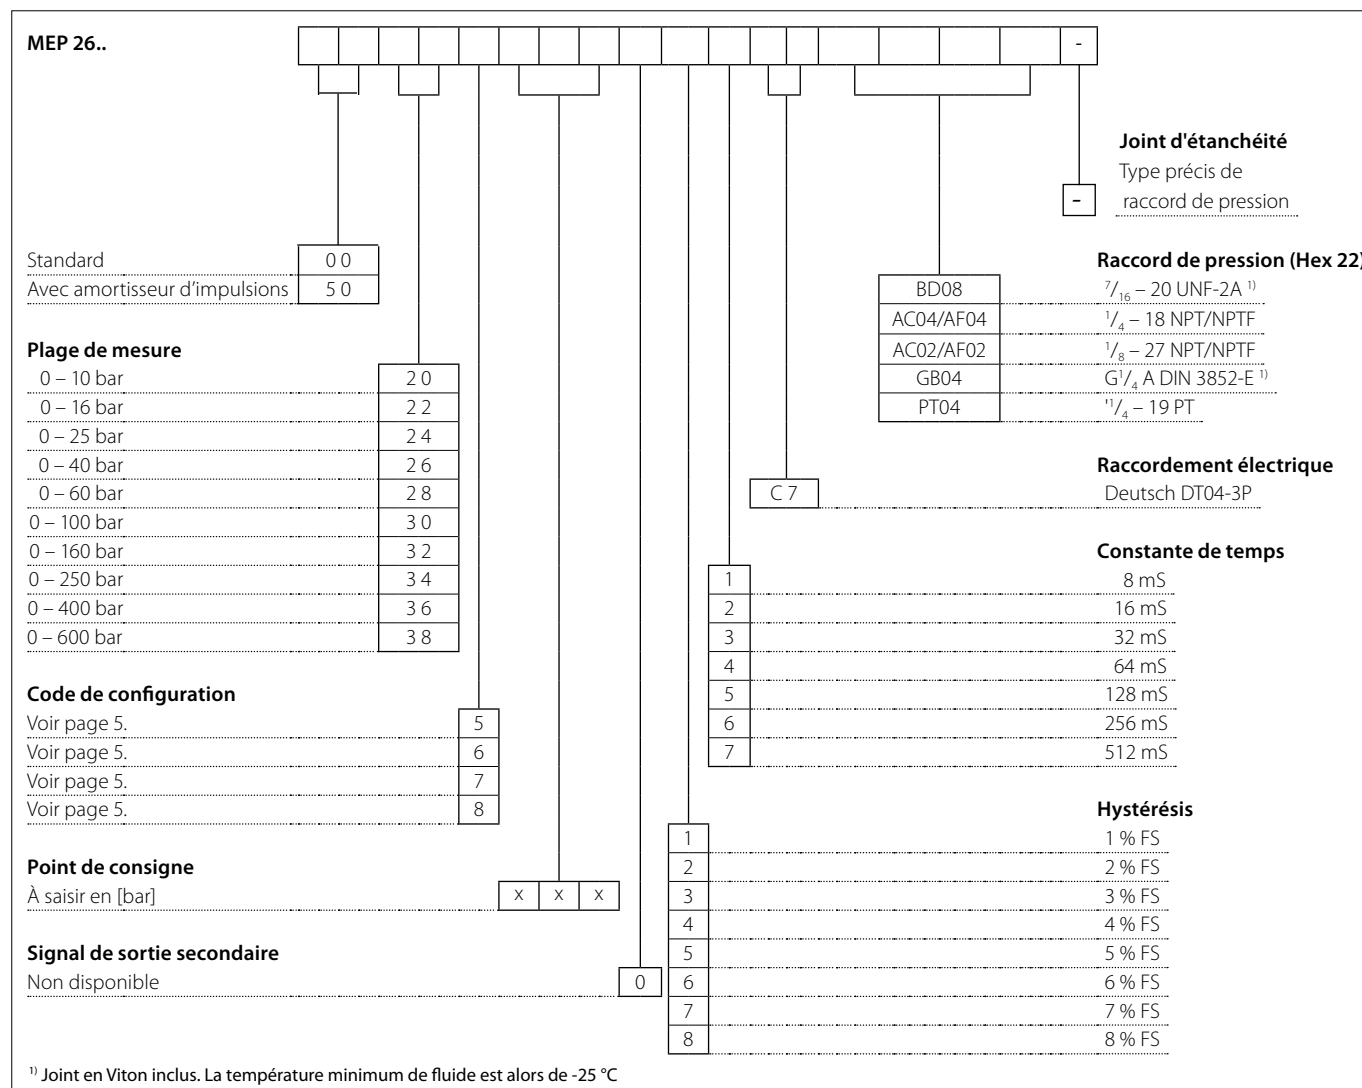 MEP 26..
-
Joint d'étanchéité
Type précis de
- raccord de pression
Standard 0 0
Avec amortisseur d'impulsions 5 0
Raccord de pression (Hex 22)
BD08 7/16 – 20 UNF-2A 1)
AC04/AF04 1/4 – 18 NPT/NPTF
AC02/AF02 1/8 – 27 NPT/NPTF
GB04 G1/4 A DIN 3852-E 1)
PT04 '1/4 – 19 PT
Plage de mesure
0 – 10 bar 2 0
0 – 16 bar 2 2
0 – 25 bar 2 4
0 – 40 bar 2 6
0 – 60 bar 2 8
0 – 100 bar 3 0
0 – 160 bar 3 2
0 – 250 bar 3 4
0 – 400 bar 3 6
0 – 600 bar 3 8
Raccordement électrique
C 7 Deutsch DT04-3P
Constante de temps
1 8 mS
2 16 mS
3 32 mS
4 64 mS
5 128 mS
6 256 mS
7 512 mS
Code de configuration
Voir page 5. 5
Voir page 5. 6
Voir page 5. 7
Voir page 5. 8
Point de consigne
À saisir en [bar] x x x
Signal de sortie secondaire
Non disponible 0
Hystérésis
1 1 % FS
2 2 % FS
3 3 % FS
4 4 % FS
5 5 % FS
6 6 % FS
7 7 % FS
8 8 % FS
1) Joint en Viton inclus. La température minimum de fluide est alors de -25 °C